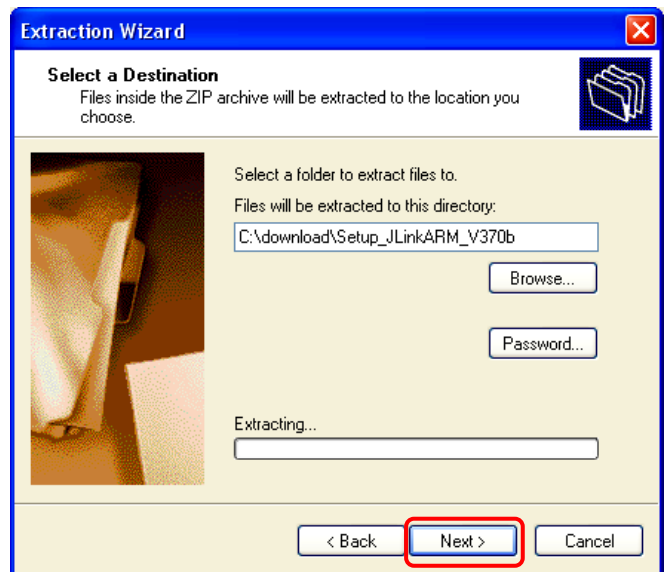 Extraction Wizard
Select a Destination
Files inside the ZIP archive will be extracted to the location you
choose.
Select a folder to extract files to.
Files will be extracted to this directory:
C:\download\Setup_JLinkARM_V370b
Browse...
Password...
Extracting...
< Back
Next >
Cancel